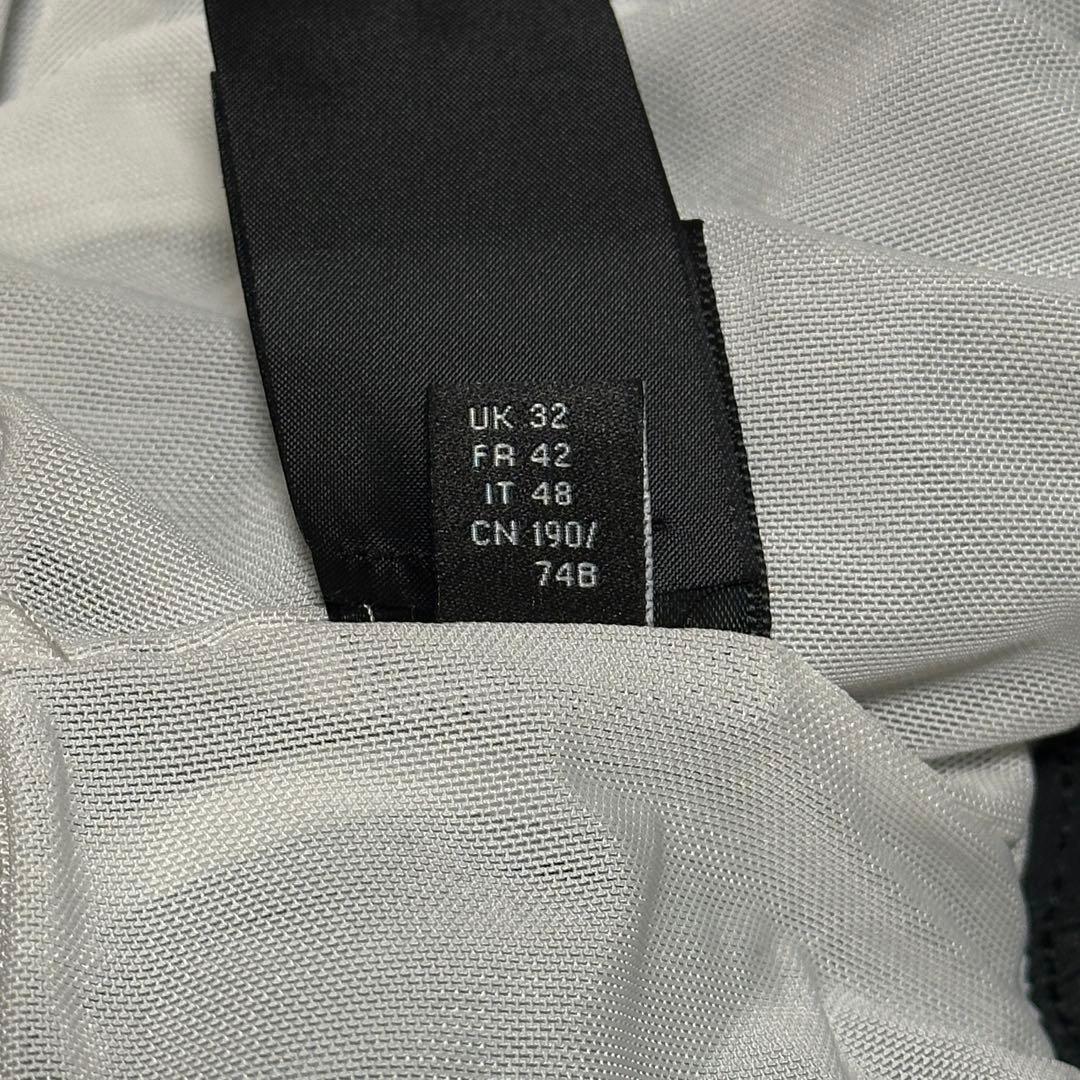 UK 32
FR 42
IT 48
CN 190/
74B